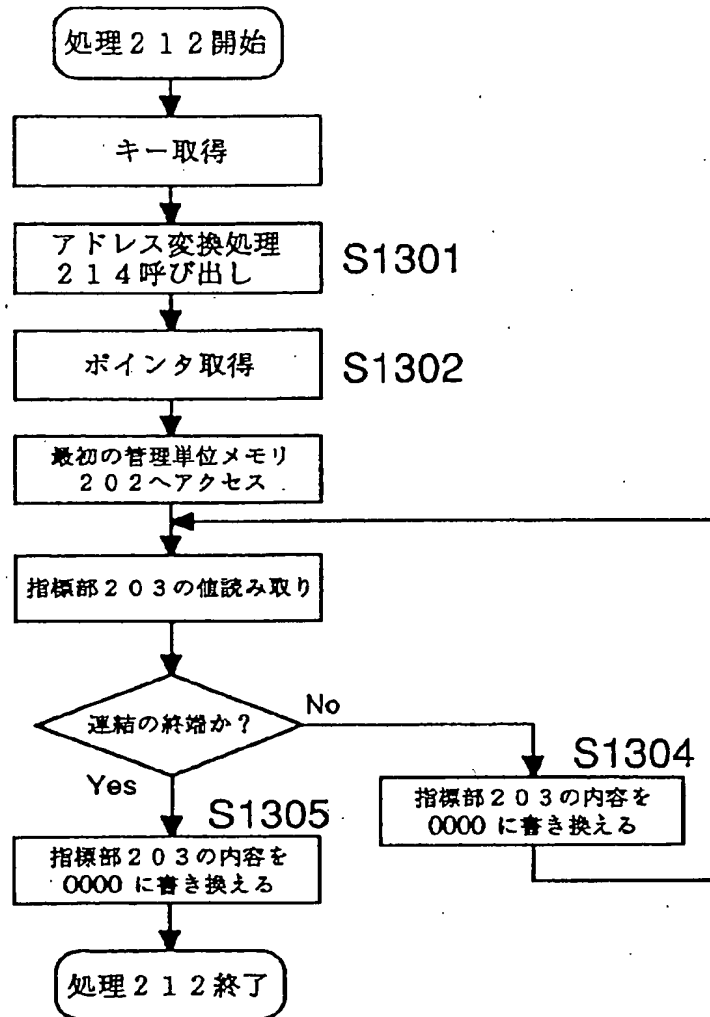 処理２１２開始
キー取得
アドレス変換処理
２１４呼び出し
S1301
ポインタ取得
S1302
最初の管理単位メモリ
２０２へアクセス
指標部２０３の値読み取り
連結の終端か？
No
Yes
S1304
指標部２０３の内容を
0000 に書き換える
S1305
指標部２０３の内容を
0000 に書き換える
処理２１２終了